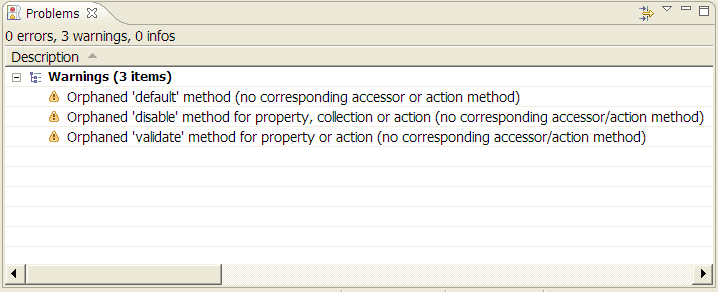 Problems
0 errors, 3 warnings, 0 infos
Description
Warnings (3 items)
Orphaned 'default' method (no corresponding accessor or action method)
Orphaned 'disable' method for property, collection or action (no corresponding accessor/action method)
Orphaned 'validate' method for property or action (no corresponding accessor/action method)